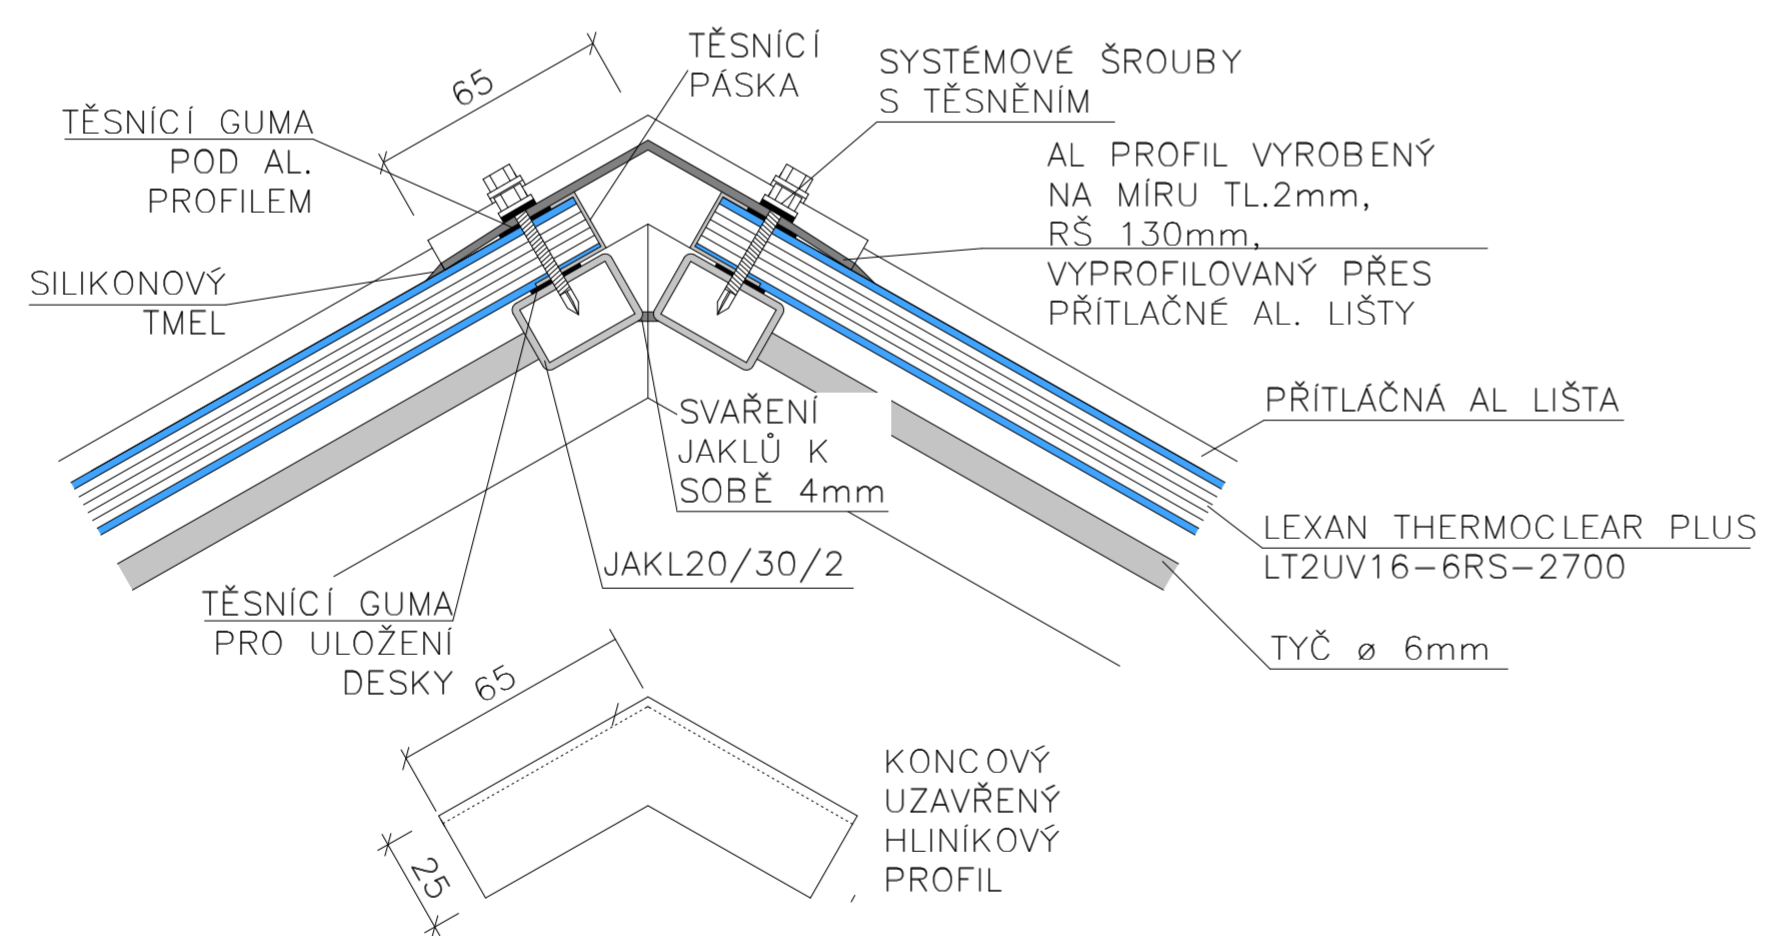 65
TĚSNÍCÍ
PÁSKA
SYSTÉMOVÉ ŠROUBY
S TĚSNĚNÍM
TĚSNÍCÍ GUMA
POD AL.
PROFILEM
AL PROFIL VYROBENÝ
NA MÍRU TL.2mm,
RŠ 130mm,
VYPROFILOVANÝ PŘES
PŘÍTLAČNÉ AL. LIŠTY
SILIKONOVÝ
TMEL
PŘÍTLÁČNÁ AL LIŠTA
SVAŘENÍ
JAKLŮ K
SOBĚ 4mm
LEXAN THERMOCLEAR PLUS
LT2UV16-6RS-2700
JAKL20/30/2
TĚSNÍCÍ GUMA
PRO ULOŽENÍ
DESKY
TYČ ø 6mm
65
25
KONCOVÝ
UZAVŘENÝ
HLINÍKOVÝ
PROFIL